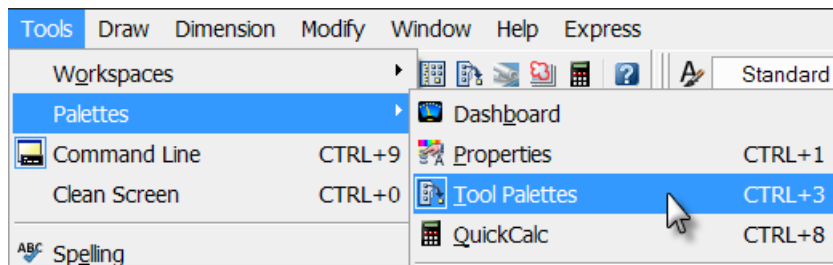 Tools Draw Dimension Modify Window Help Express
Workspaces Standard
Palettes Dashboard
Command Line CTRL+9 Properties CTRL+1
Clean Screen CTRL+0 Tool Palettes CTRL+3
QuickCalc CTRL+8
ABC Spelling